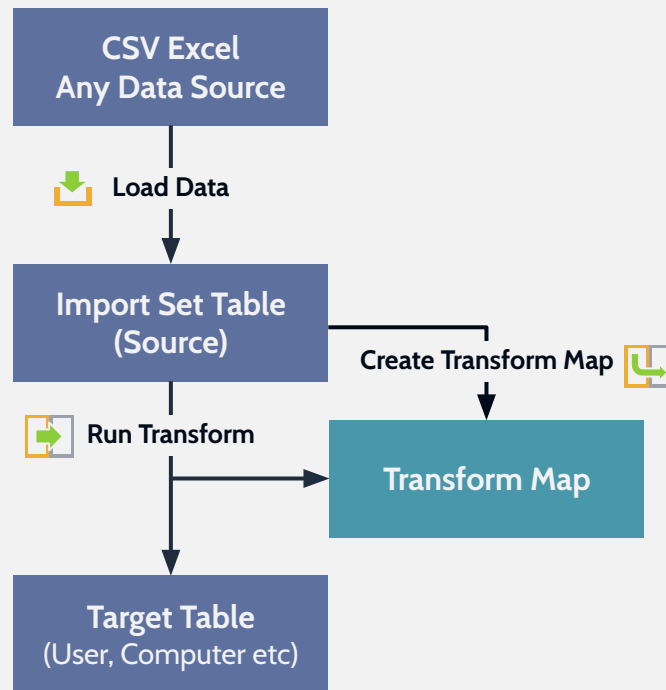 CSV Excel
Any Data Source
Load Data
Import Set Table
(Source)
Create Transform Map
Run Transform
Transform Map
Target Table
(User, Computer etc)